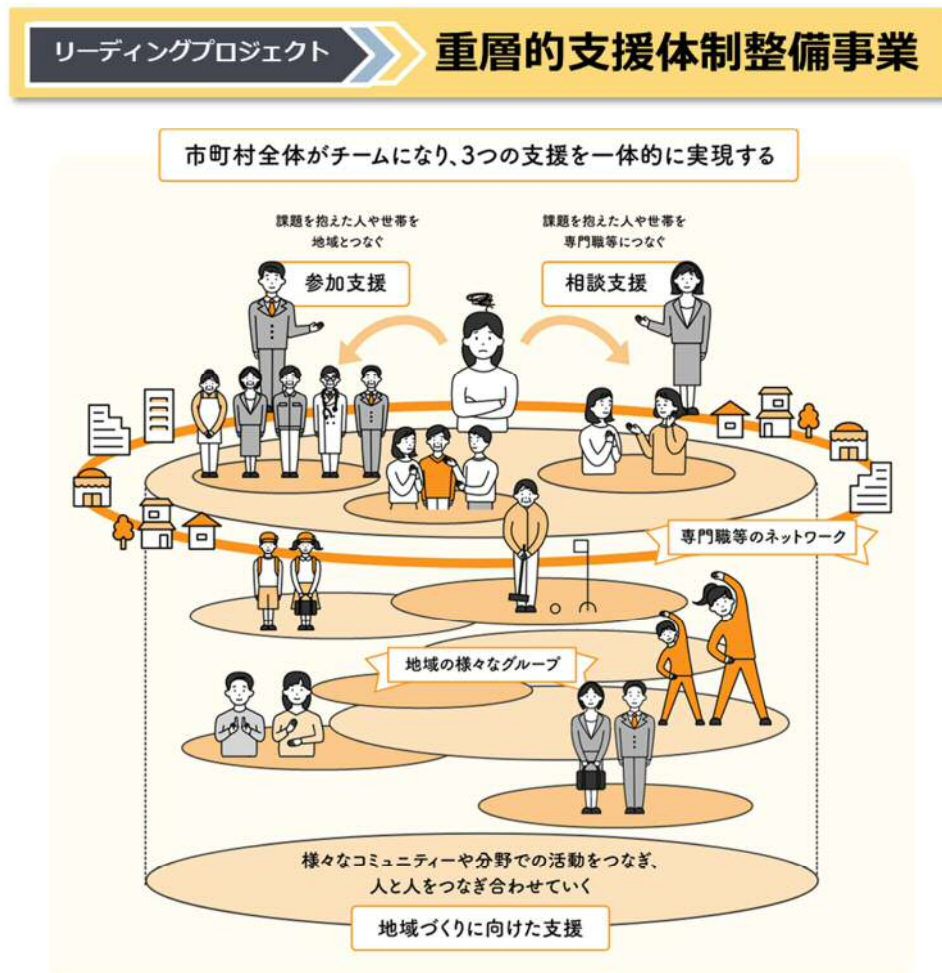 リーディングプロジェクト
重層的支援体制整備事業
市町村全体がチームになり、3つの支援を一体的に実現する
課題を抱えた人や世帯を
地域とつなぐ
参加支援
課題を抱えた人や世帯を
専門職等につなぐ
相談支援
専門職等のネットワーク
地域の様々なグループ
様々なコミュニティーや分野での活動をつなぎ、
人と人をつなぎ合わせていく
地域づくりに向けた支援